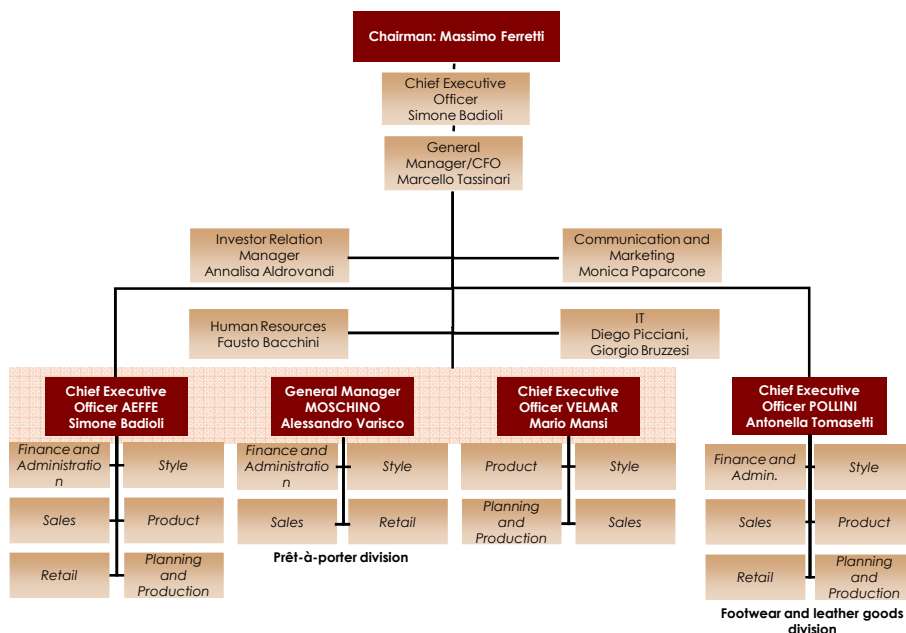 Chairman: Massimo Ferretti
Chief Executive
Officer
Simone Badioli
General
Manager/CFO
Marcello Tassinari
Investor Relation
Manager
Annalisa Aldrovandi
Communication and
Marketing
Monica Paparcone
Human Resources
Fausto Bacchini
IT
Diego Picciani,
Giorgio Bruzzesi
Chief Executive
Officer AEFFE
Simone Badioli
General Manager
MOSCHINO
Alessandro Varisco
Chief Executive
Officer VELMAR
Mario Mansi
Chief Executive
Officer POLLINI
Antonella Tomasetti
Finance and
Administratio
n
Style
Sales
Product
Retail
Planning
and
Production
Finance and
Administratio
n
Style
Sales
Retail
Prêt-à-porter division
Product
Style
Planning
and
Production
Sales
Finance and
Admin.
Style
Sales
Product
Retail
Planning
and
Production
Footwear and leather goods
division